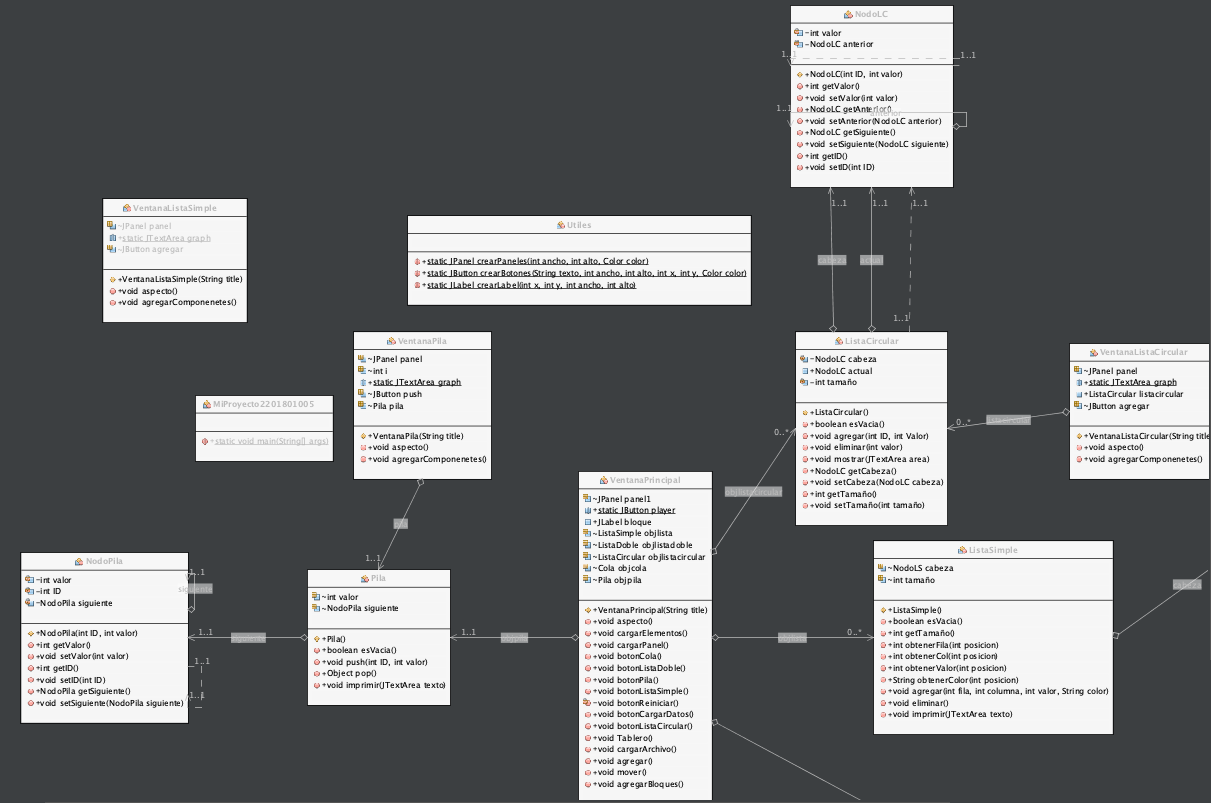 NodoLC
-int valor
-NodoLC anterior
1..1
1..1
+NodoLC(int ID, int valor)
+int getValor()
+void setValor(int valor)
1..1
+NodoLC getAnterior()
anterior
+void setAnterior(NodoLC anterior)
+NodoLC getSiguiente()
+void setSiguiente(NodoLC siguiente)
+int getID()
+void setID(int ID)
1..1
1..1
1..1
cabeza
actual
1..1
VentanaListaSimple
~JPanel panel
+static JTextArea graph
~JButton agregar
+VentanaListaSimple(String title)
+void aspecto()
+void agregarComponenetes()
Utiles
+static JPanel crearPaneles(int ancho, int alto, Color color)
+static JButton crearBotones(String texto, int ancho, int alto, int x, int y, Color color)
+static JLabel crearLabel(int x, int y, int ancho, int alto)
VentanaPila
~JPanel panel
~int i
+static JTextArea graph
~JButton push
~Pila pila
+VentanaPila(String title)
+void aspecto()
+void agregarComponenetes()
ListaCircular
-NodoLC cabeza
+NodoLC actual
-int tamaño
+ListaCircular()
+boolean esVacia()
+void agregar(int ID, int Valor)
+void eliminar(int valor)
+void mostrar(JTextArea area)
+NodoLC getCabeza()
+void setCabeza(NodoLC cabeza)
+int getTamaño()
+void setTamaño(int tamaño)
VentanaListaCircular
~JPanel panel
+static JTextArea graph
+ListaCircular listacircular
~JButton agregar
+VentanaListaCircular(String title
+void aspecto()
+void agregarComponenetes()
0..*
listacircular
0..*
objlistacircular
MiProyecto2201801005
+static void main(String[] args)
VentanaPrincipal
~JPanel panel1
+static JButton player
+JLabel bloque
~ListaSimple objlista
~ListaDoble objlistadoble
~ListaCircular objlistacircular
~Cola objcola
~Pila objpila
+VentanaPrincipal(String title)
+void aspecto()
+void cargarElementos()
+void cargarPanel()
+void botonCola()
+void botonListaDoble()
+void botonPila()
+void botonListaSimple()
-void botonReiniciar()
+void botonCargarDatos()
+void botonListaCircular()
+void Tablero()
+void cargarArchivo()
+void agregar()
+void mover()
+void agregarBloques()
pila
1..1
NodoPila
-int valor
-int ID
-NodoPila siguiente
1..1
siguiente
+NodoPila(int ID, int valor)
+int getValor()
+void setValor(int valor)
+int getID()
+void setID(int ID)
+NodoPila getSiguiente()
+void setSiguiente(NodoPila siguiente)
1..1
1..1
1..1
siguiente
Pila
~int valor
~NodoPila siguiente
+Pila()
+boolean esVacia()
+void push(int ID, int valor)
+Object pop()
+void imprimir(JTextArea texto)
1..1
objpila
objlista
0..*
ListaSimple
~NodoLS cabeza
~int tamaño
+ListaSimple()
+boolean esVacia()
+int getTamaño()
+int obtenerFila(int posicion)
+int obtenerCol(int posicion)
+int obtenerValor(int posicion)
+String obtenerColor(int posicion)
+void agregar(int fila, int columna, int valor, String color)
+void eliminar()
+void imprimir(JTextArea texto)
cabeza